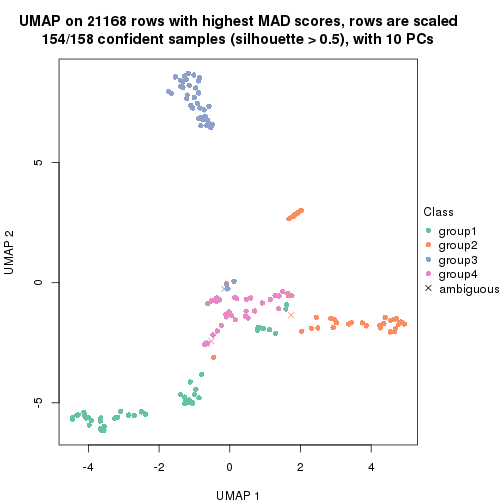 UMAP on 21168 rows with highest MAD scores, rows are scaled
154/158 confident samples (silhouette > 0.5), with 10 PCs
UMAP 2
5
0
-5
-4
-2
0
2
4
UMAP 1
Class
group1
group2
group3
group4
ambiguous